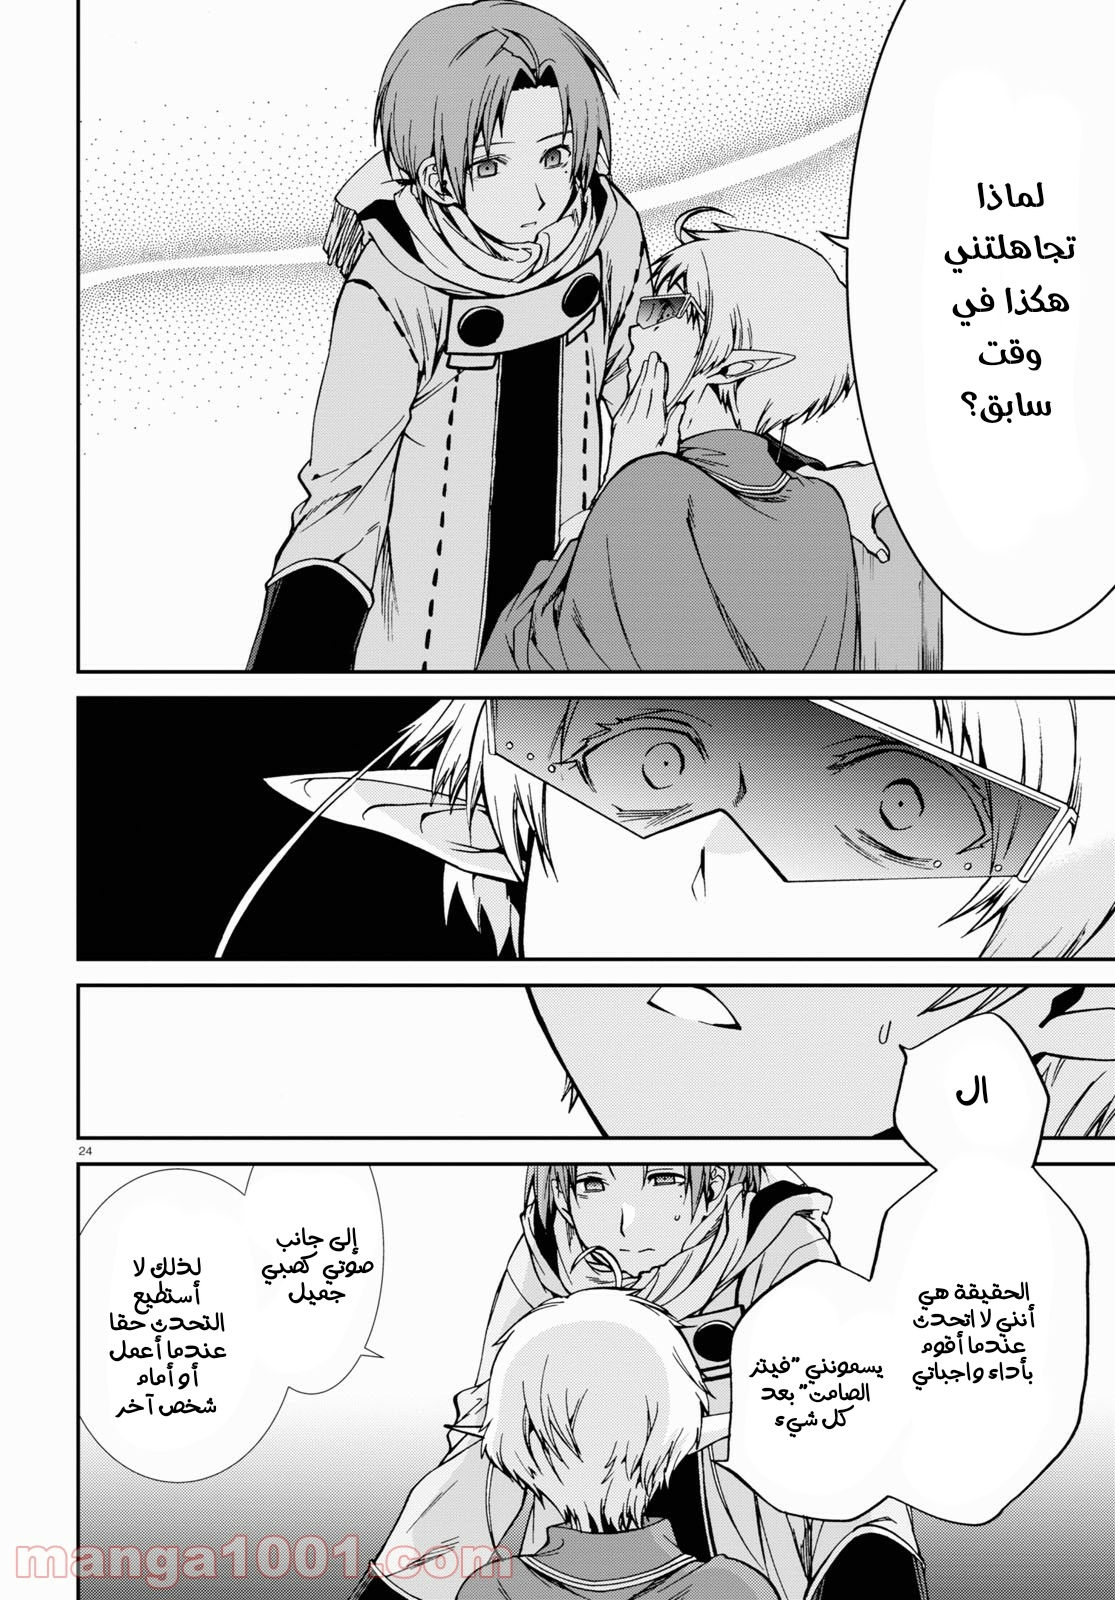 لماذا
تجاهلتني
هكذا في
وقت
سابق؟
ال
الحقيقة هي
أنني لا اتحدث
عندما أقوم
بأداء واجباتي
يسمونني "فيتز
الصامت" بعد
كل شيء
إلى جانب
صوتي كصبي
جميل
لذلك لا
أستطيع
التحدث حقا
عندما أعمل
أو أمام
شخص آخر
24
manga1001.com